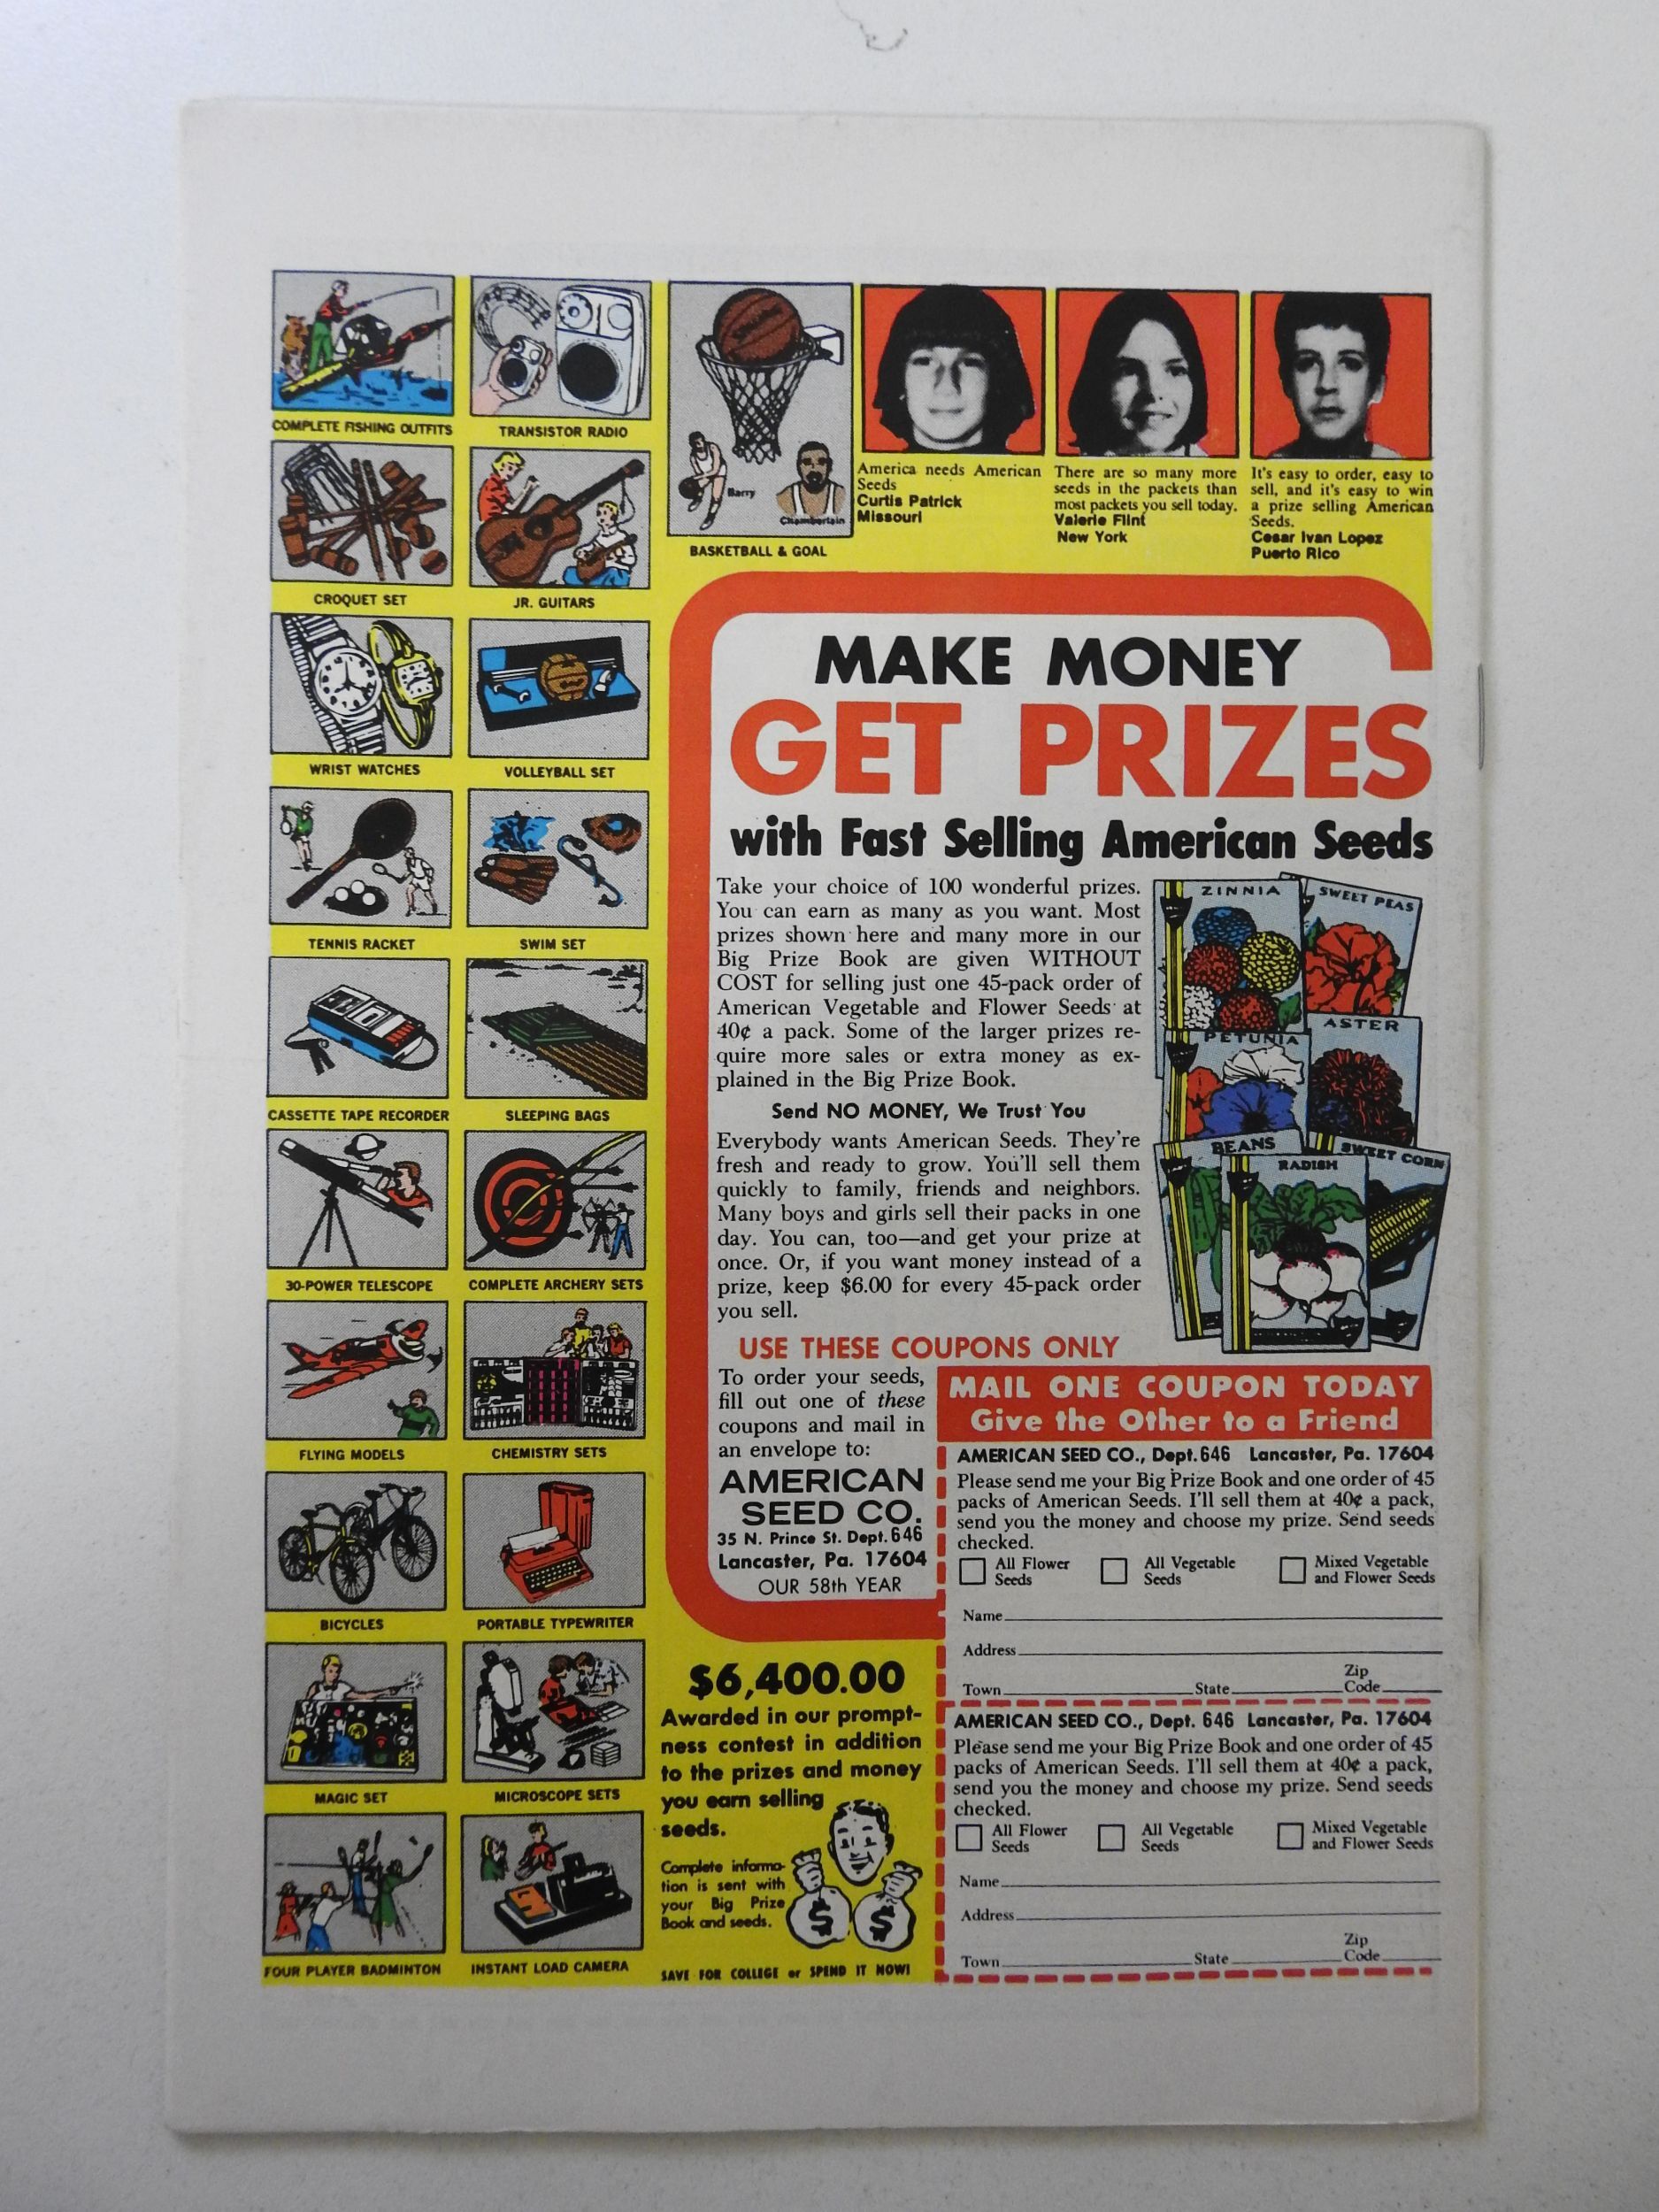 COMPLETE FISHING OUTFITS
TRANSISTOR RADIO
CROQUET SET
JR. GUITARS
WRIST WATCHES
VOLLEYBALL SET
TENNIS RACKET
SWIM SET
CASSETTE TAPE RECORDER
SLEEPING BAGS
30-POWER TELESCOPE
COMPLETE ARCHERY SETS
FLYING MODELS
CHEMISTRY SETS
BICYCLES
PORTABLE TYPEWRITER
MAGIC SET
MICROSCOPE SETS
FOUR PLAYER BADMINTON
INSTANT LOAD CAMERA
Barry
Chamberlain
BASKETBALL & GOAL
America needs American
Seeds
Curtis Patrick
Missouri
There are so many more
seeds in the packets than
most packets you sell today.
Valerie Flint
New York
It's easy to order, easy to
sell, and it's easy to win
a prize selling American
Seeds.
Cesar Ivan Lopez
Puerto Rico
MAKE MONEY
GET PRIZES
with Fast Selling American Seeds
Take your choice of 100 wonderful prizes.
You can earn as many as you want. Most
prizes shown here and many more in our
Big Prize Book are given WITHOUT
COST for selling just one 45-pack order of
American Vegetable and Flower Seeds at
40¢ a pack. Some of the larger prizes re-
quire more sales or extra money as ex-
plained in the Big Prize Book.
Send NO MONEY, We Trust You
Everybody wants American Seeds. They're
fresh and ready to grow. You'll sell them
quickly to family, friends and neighbors.
Many boys and girls sell their packs in one
day. You can, too—and get your prize at
once. Or, if you want money instead of a
prize, keep $6.00 for every 45-pack order
you sell.
ZINNIA
SWEET PEAS
PETUNIA
ASTER
BEANS
RADISH
SWEET CORN
USE THESE COUPONS ONLY
To order your seeds,
fill out one of these
coupons and mail in
an envelope to:
AMERICAN
SEED CO.
35 N. Prince St. Dept. 646
Lancaster, Pa. 17604
OUR 58th YEAR
MAIL ONE COUPON TODAY
Give the Other to a Friend
AMERICAN SEED CO., Dept. 646 Lancaster, Pa. 17604
Please send me your Big Prize Book and one order of 45
packs of American Seeds. I'll sell them at 40¢ a pack,
send you the money and choose my prize. Send seeds
checked.
All Flower
Seeds
All Vegetable
Seeds
Mixed Vegetable
and Flower Seeds
Name
Address
Town State Zip
Code
AMERICAN SEED CO., Dept. 646 Lancaster, Pa. 17604
Please send me your Big Prize Book and one order of 45
packs of American Seeds. I'll sell them at 40¢ a pack,
send you the money and choose my prize. Send seeds
checked.
All Flower
Seeds
All Vegetable
Seeds
Mixed Vegetable
and Flower Seeds
Name
Address
Town State Zip
Code
$6,400.00
Awarded in our prompt-
ness contest in addition
to the prizes and money
you earn selling
seeds.
Complete informa-
tion is sent with
your Big Prize
Book and seeds.
$ $
SAVE FOR COLLEGE or SPEND IT NOW!